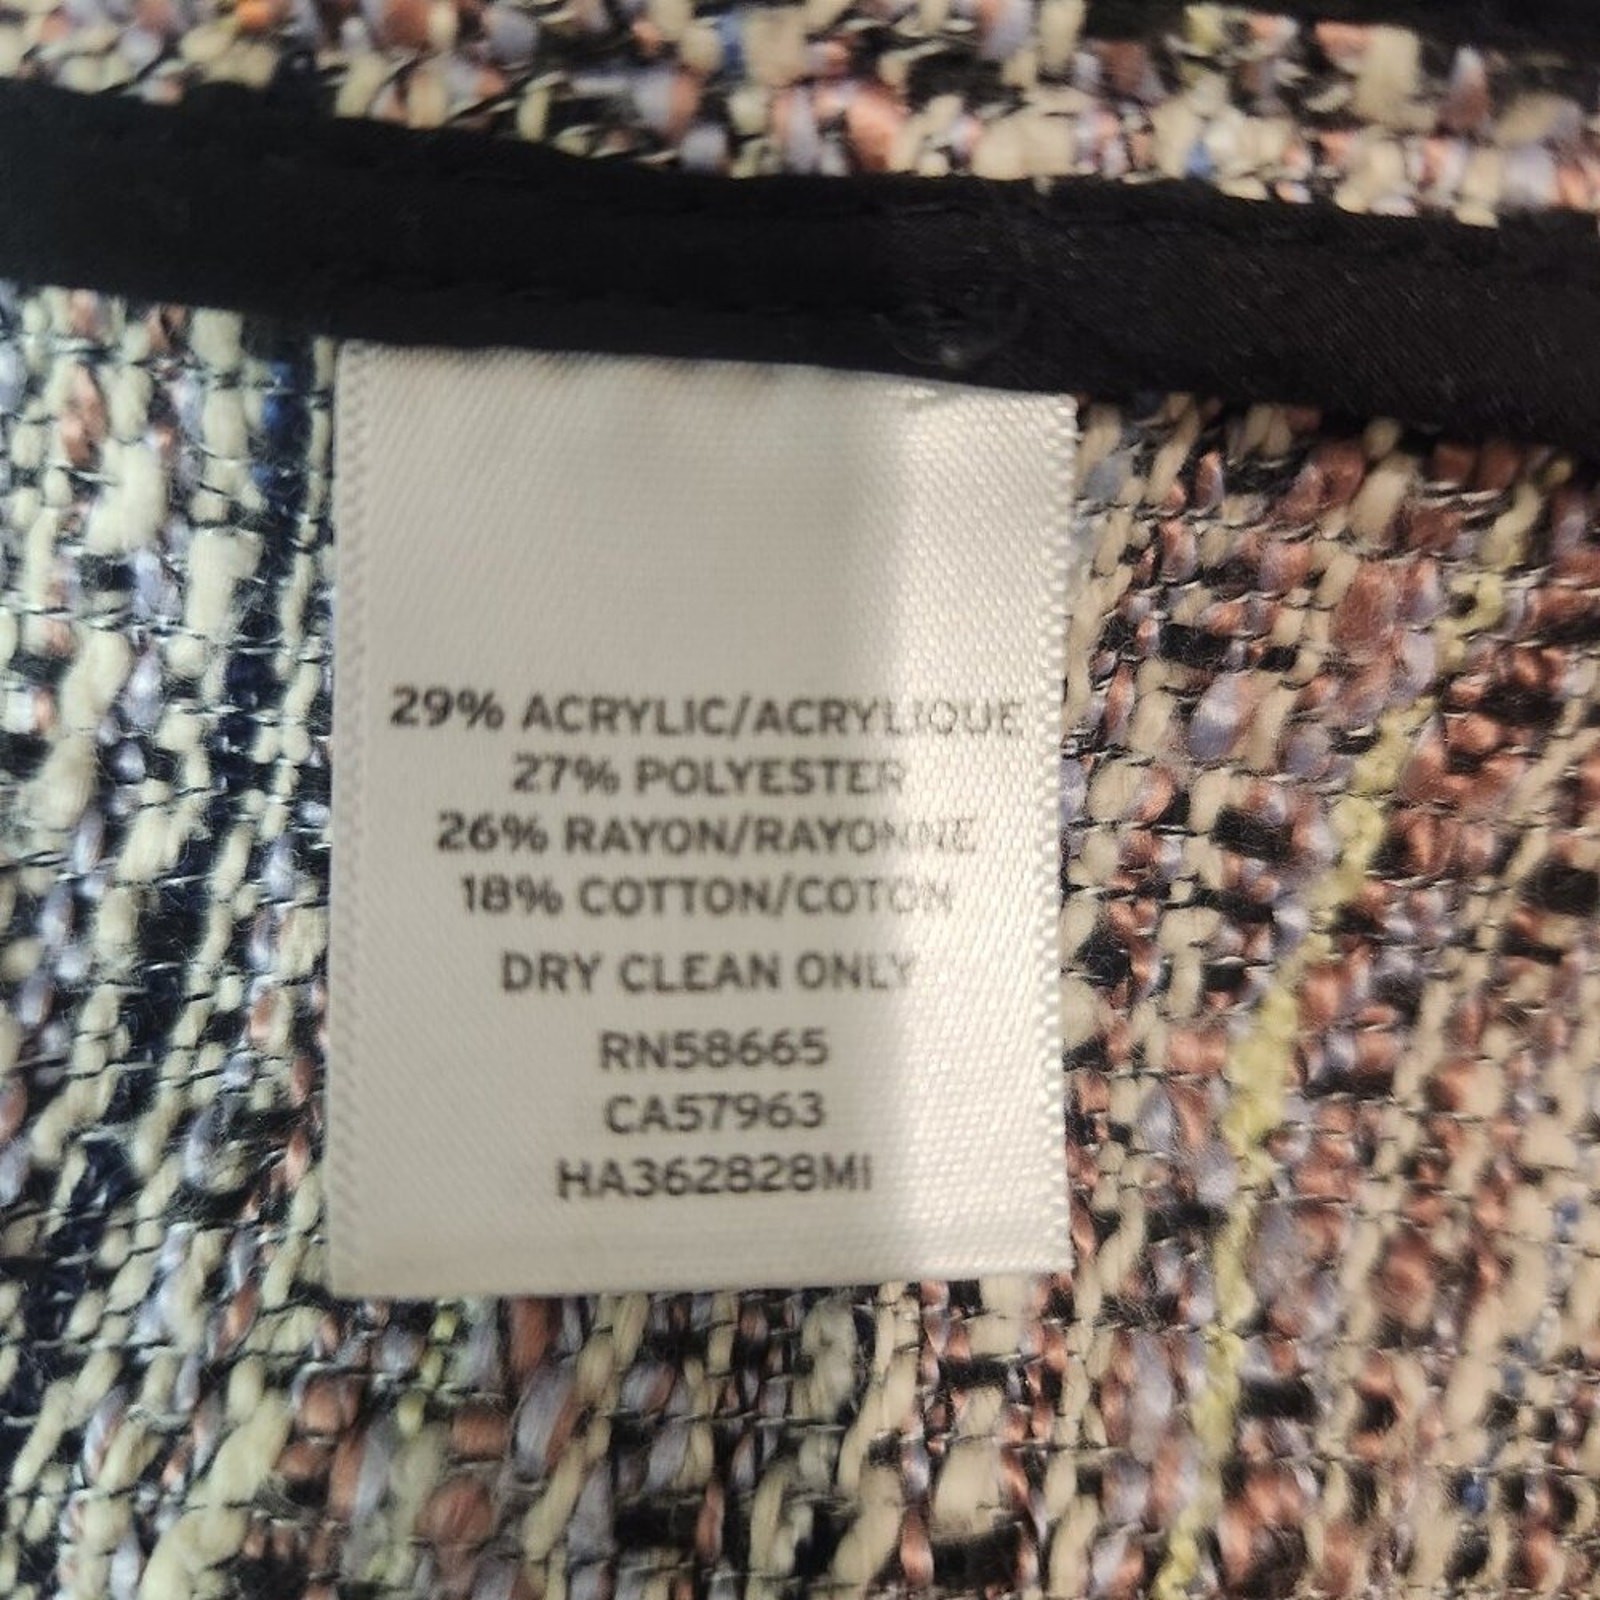 29% ACRYLIC/ACRYLIQUE
27% POLYESTER
26% RAYON/RAYONNE
18% COTTON/COTON
DRY CLEAN ONLY
RN58665
CA57963
HA362828MI